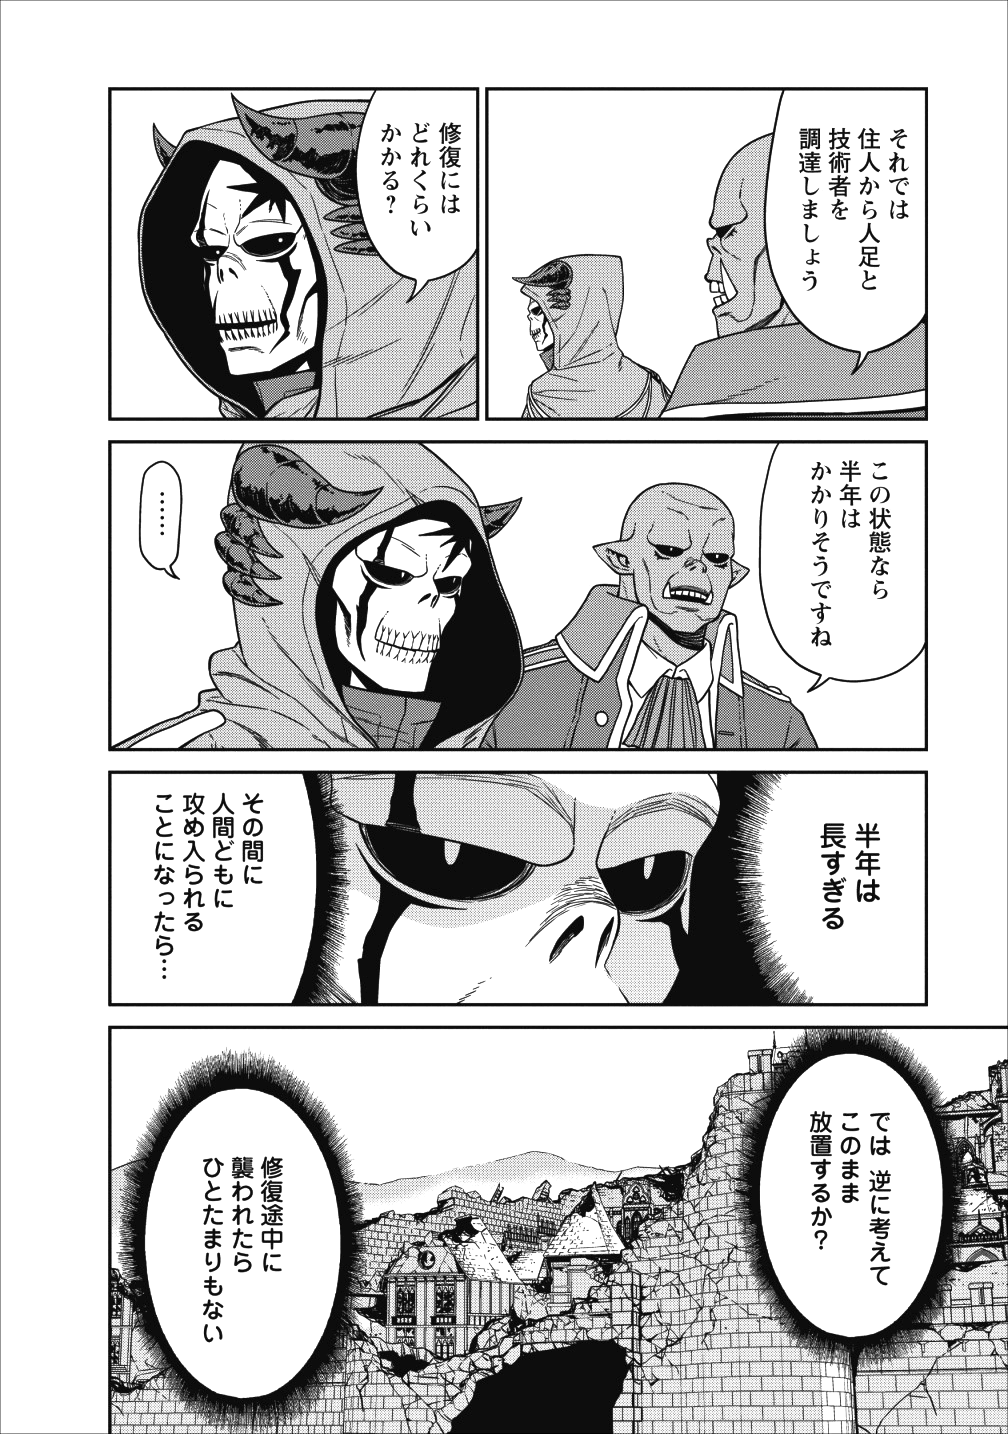 それでは
住人から人足と
技術者を
調達しましょう
修復には
どれくらい
かかる?
この状態なら
半年は
かかりそうですね
……
半年は
長すぎる
その間に
人間どもに
攻め入られる
ことになったら…
では 逆に考えて
このまま
放置するか?
修復途中に
襲われたら
ひとたまりもない